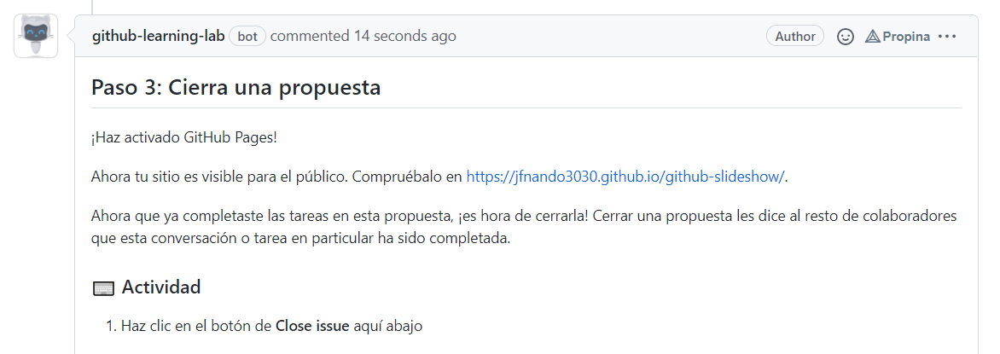 github-learning-lab bot commented 14 seconds ago Author Propina
Paso 3: Cierra una propuesta
¡Haz activado GitHub Pages!
Ahora tu sitio es visible para el público. Compruébalo en https://jfnando3030.github.io/github-slideshow/.
Ahora que ya completaste las tareas en esta propuesta, ¡es hora de cerrarla! Cerrar una propuesta les dice al resto de colaboradores
que esta conversación o tarea en particular ha sido completada.
Actividad
1. Haz clic en el botón de Close issue aquí abajo